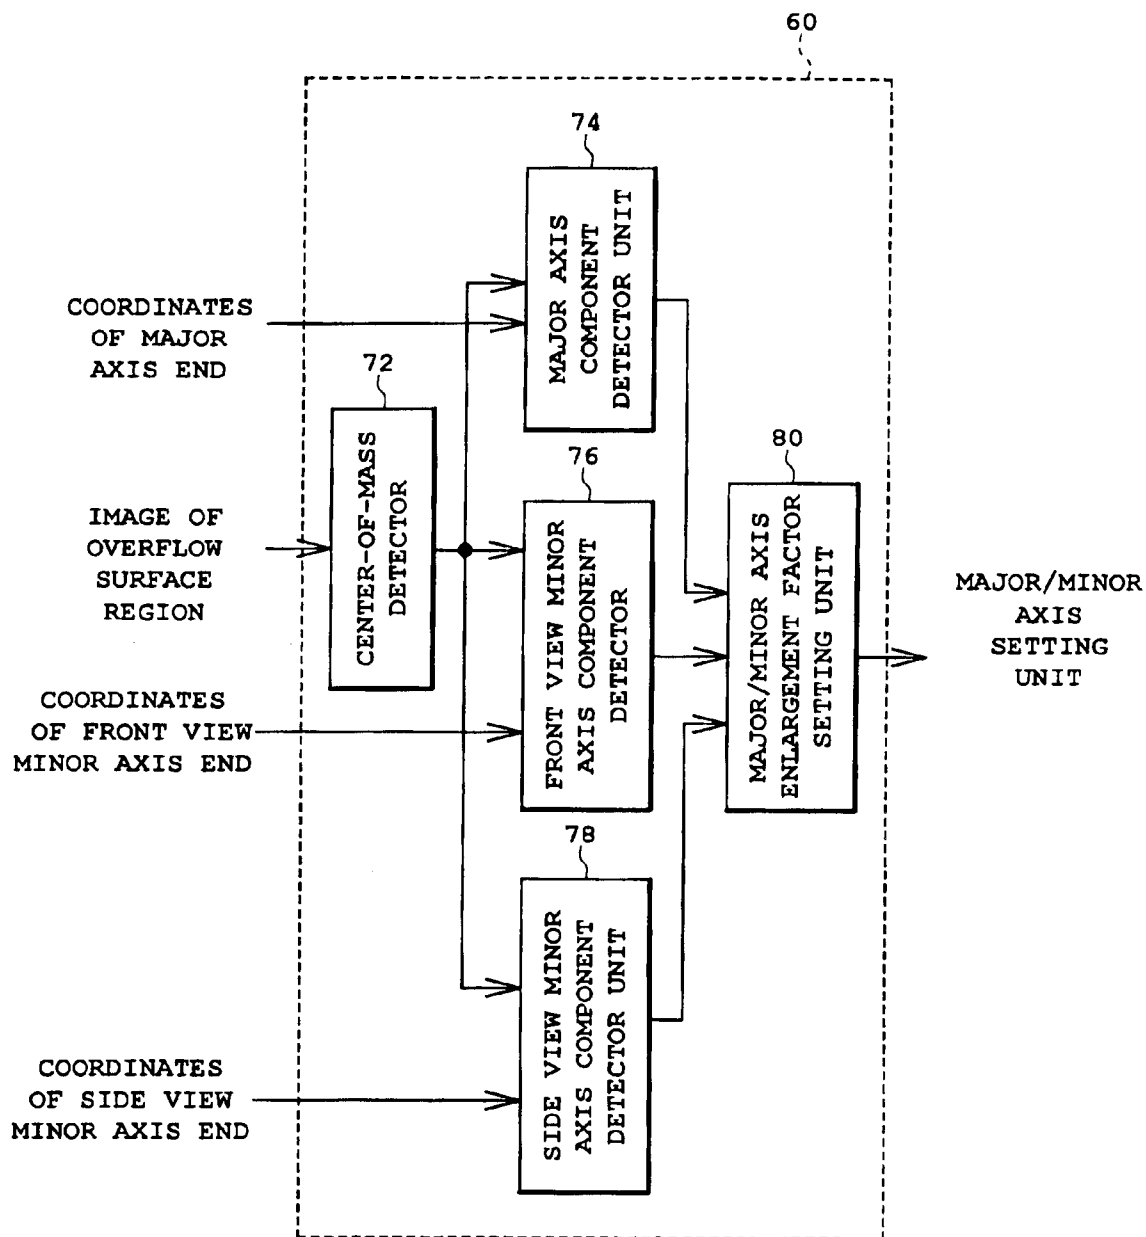 60
74
MAJOR AXIS
COMPONENT
DETECTOR UNIT
COORDINATES
OF MAJOR
AXIS END
72
CENTER-OF-MASS
DETECTOR
76
FRONT VIEW MINOR
AXIS COMPONENT
DETECTOR
80
MAJOR/MINOR AXIS
ENLARGEMENT FACTOR
SETTING UNIT
IMAGE OF
OVERFLOW
SURFACE
REGION
MAJOR/MINOR
AXIS
SETTING
UNIT
COORDINATES
OF FRONT VIEW
MINOR AXIS END
78
SIDE VIEW MINOR
AXIS COMPONENT
DETECTOR UNIT
COORDINATES
OF SIDE VIEW
MINOR AXIS END